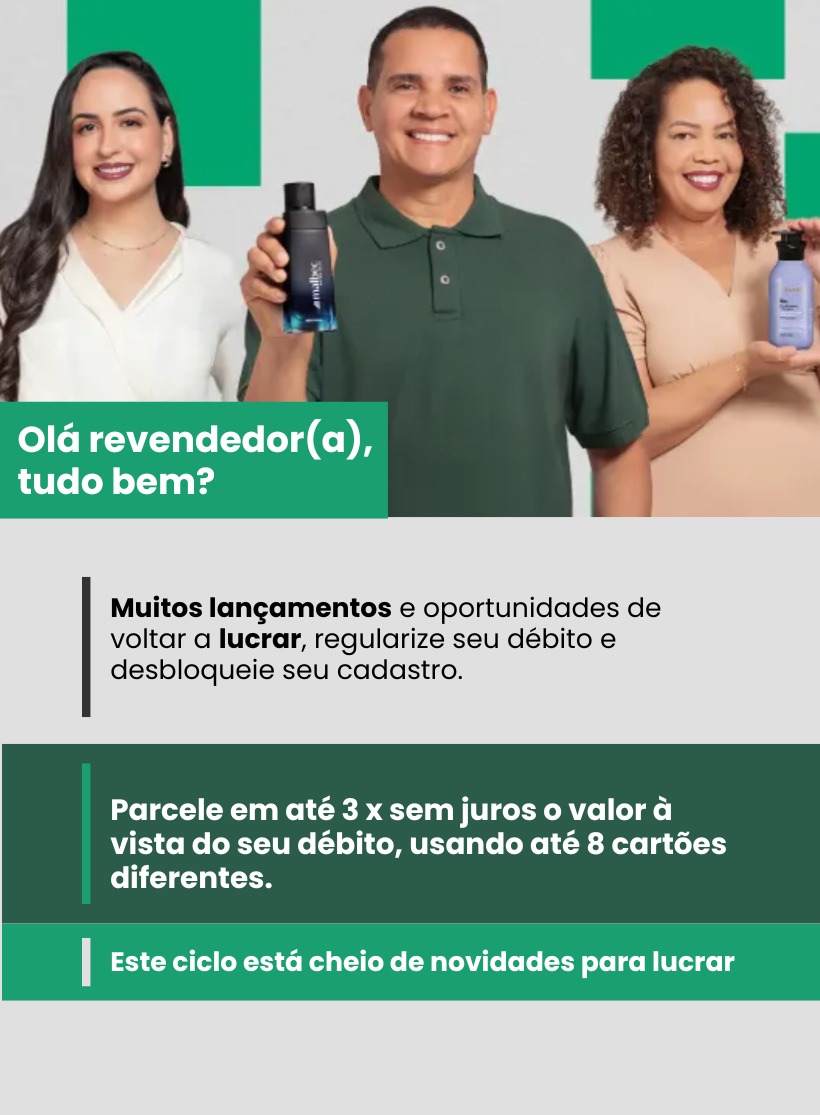 malbec
Olá revendedor(a),
tudo bem?
Muitos lançamentos e oportunidades de
voltar a lucrar, regularize seu débito e
desbloqueie seu cadastro.
Parcele em até 3 x sem juros o valor à
vista do seu débito, usando até 8 cartões
diferentes.
Este ciclo está cheio de novidades para lucrar